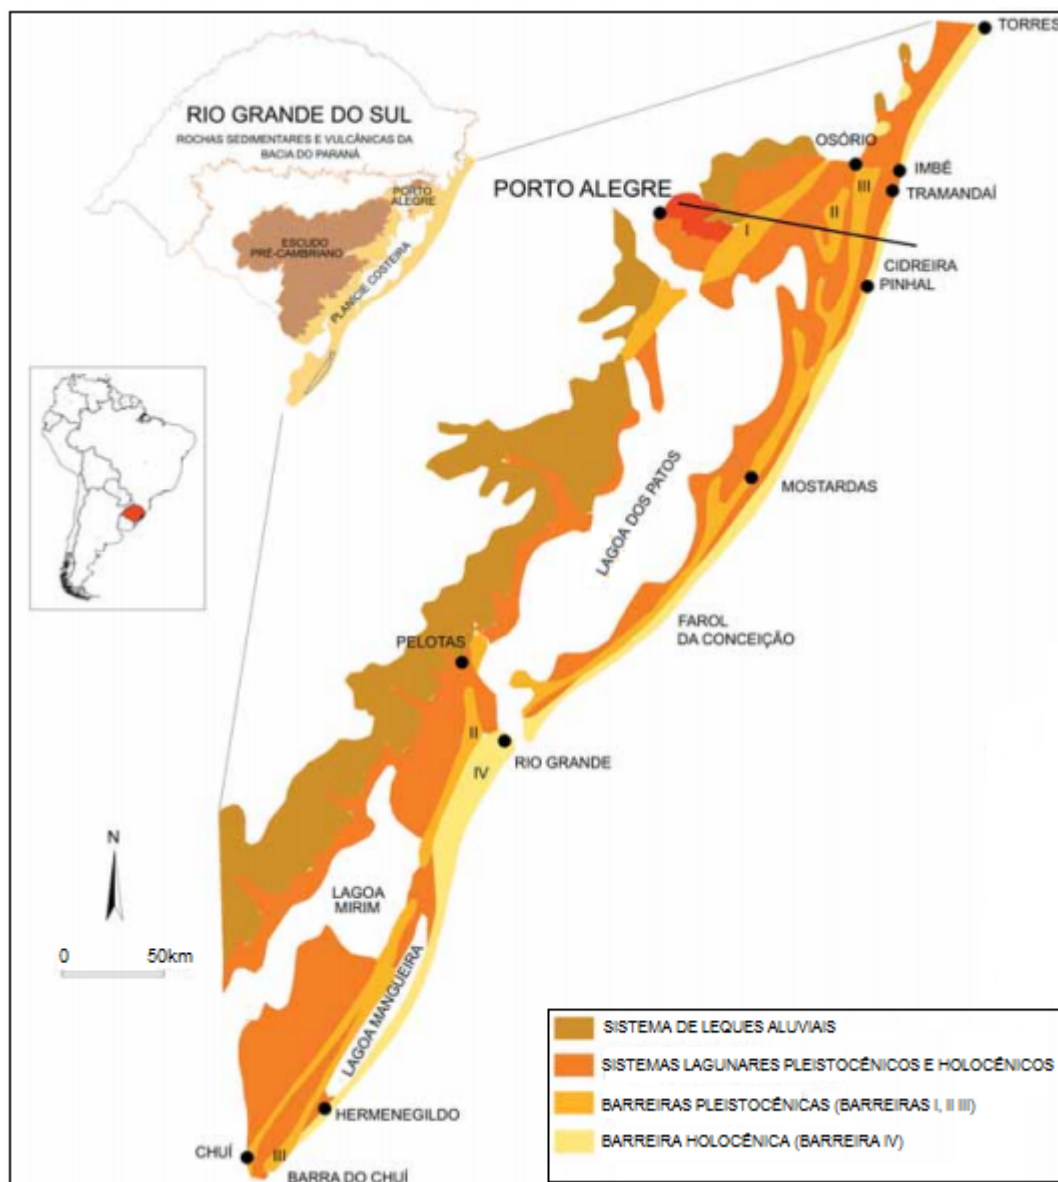 TORRES
RIO GRANDE DO SUL
ROCHAS SEDIMENTARES E VULCÂNICAS DA
BACIA DO PARANÁ
OSÓRIO
IMBÉ
TRAMANDAÍ
PORTO ALEGRE
PORTO
ALEGRE
III
II
I
ESCUDO
PRÉ-CAMBRIANO
PLANÍCIE COSTEIRA
CIDREIRA
PINHAL
MOSTARDAS
LAGOA DOS PATOS
FAROL
DA CONCEIÇÃO
PELOTAS
II
RIO GRANDE
IV
N
LAGOA
MIRIM
0 50km
LAGOA MANGUEIRA
HERMENEGILDO
CHUÍ
III
BARRA DO CHUÍ
SISTEMA DE LEQUES ALUVIAIS
SISTEMAS LAGUNARES PLEISTOCÊNICOS E HOLOCÊNICOS
BARREIRAS PLEISTOCÊNICAS (BARREIRAS I, II III)
BARREIRA HOLOCÊNICA (BARREIRA IV)